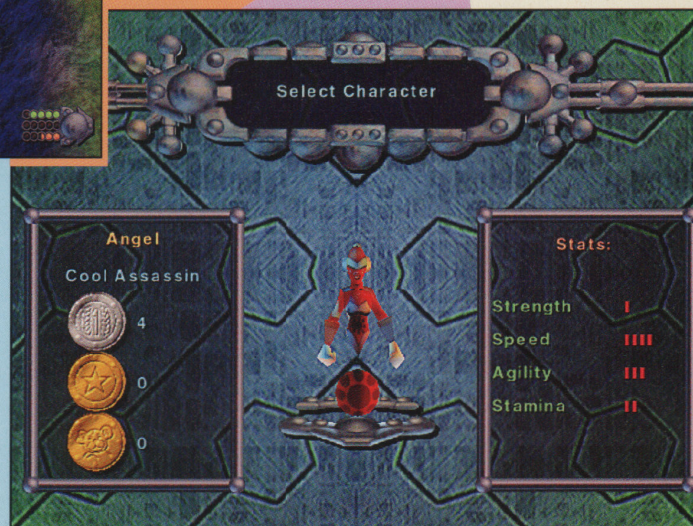 Select Character
Angel
Cool Assassin
4
0
0
Stats:
Strength
Speed
Agility
Stamina